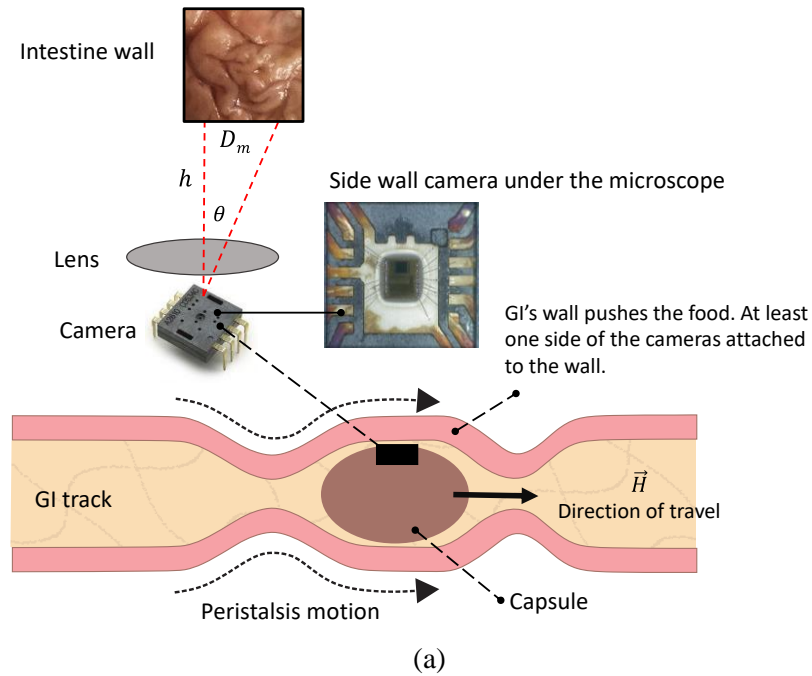 Intestine wall
D_m
h
θ
Side wall camera under the microscope
Lens
Camera
GI's wall pushes the food. At least
one side of the cameras attached
to the wall.
GI track
H⃗
Direction of travel
Peristalsis motion
Capsule
(a)